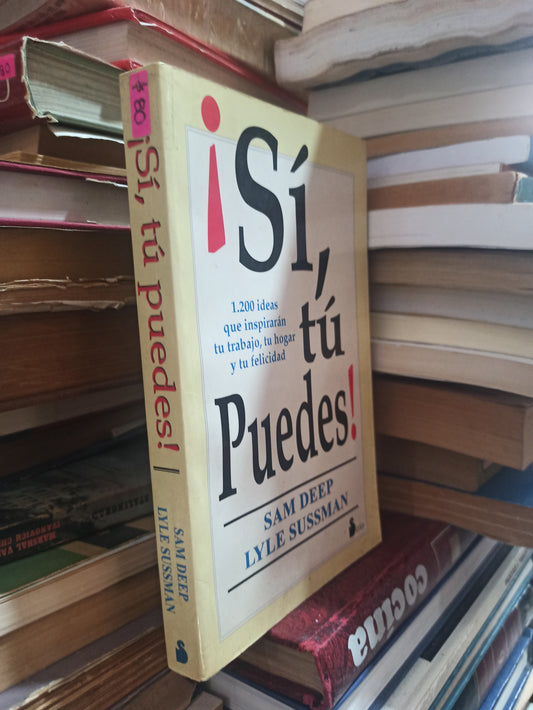 $80
¡Sí, tú puedes!
SAM DEEP
LYLE SUSSMAN
¡Sí,
tú
Puedes!
1.200 ideas
que inspirarán
tu trabajo, tu hogar
y tu felicidad
SAM DEEP
LYLE SUSSMAN
cocina
80